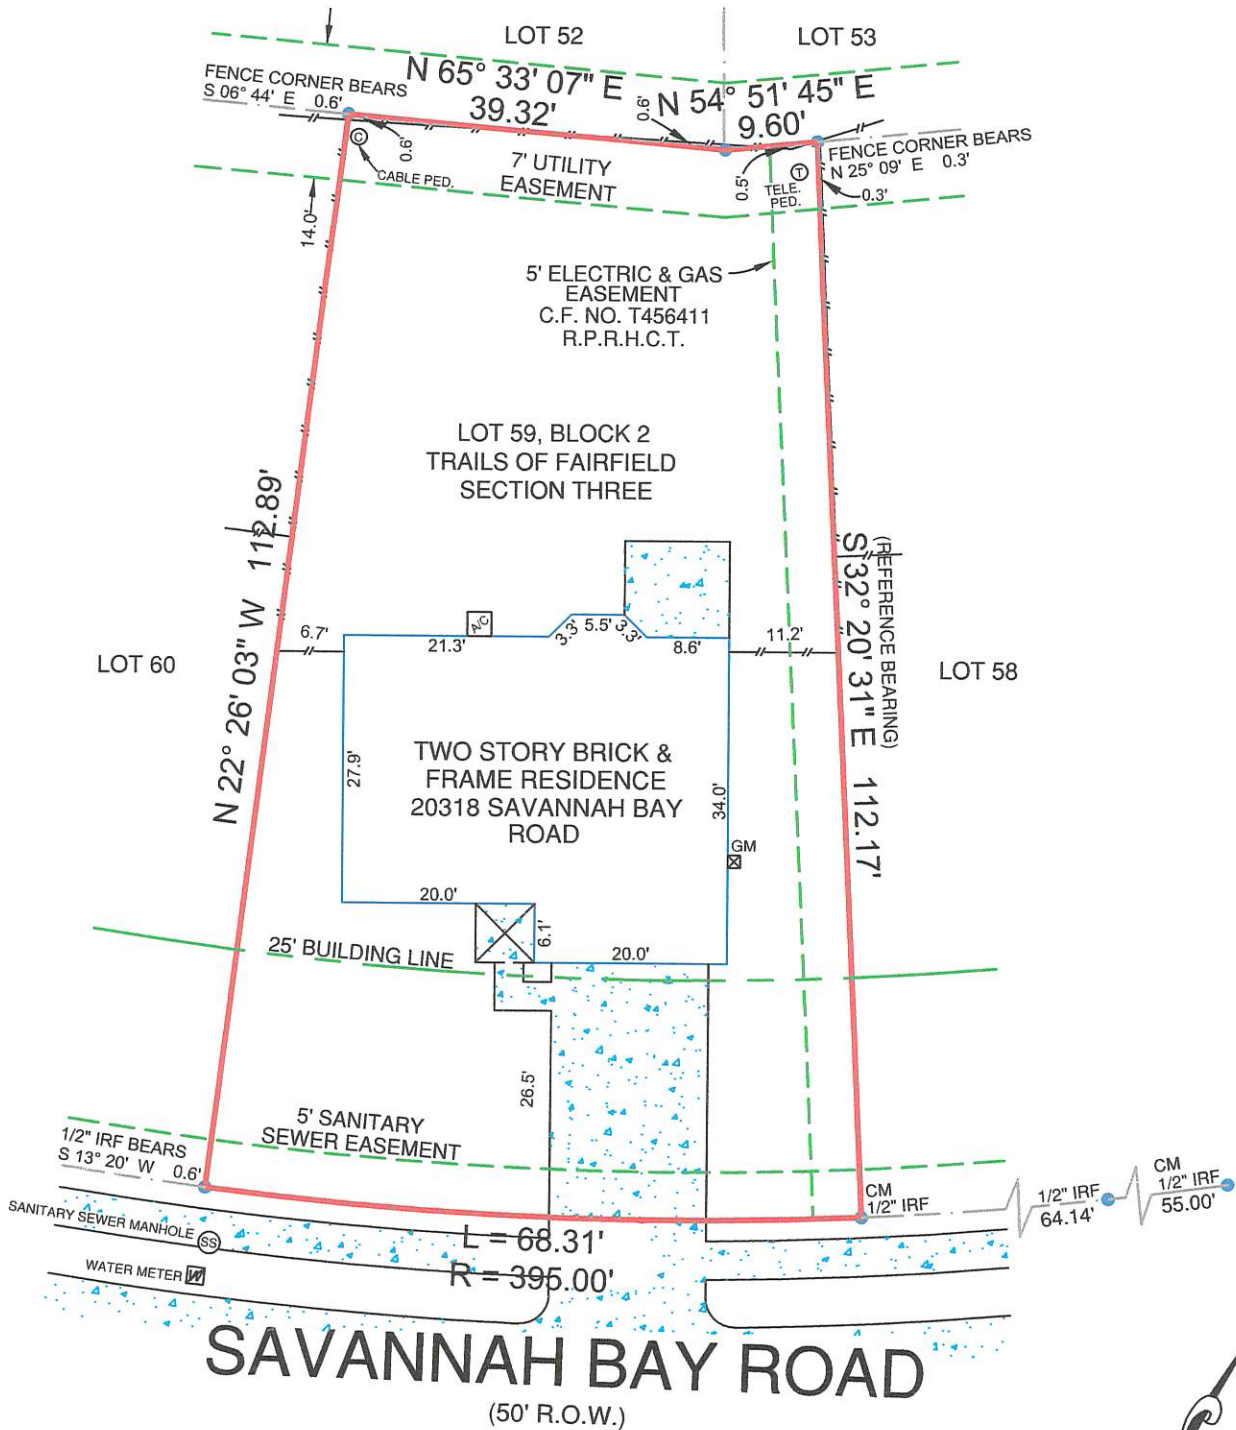 LOT 52
LOT 53
FENCE CORNER BEARS
S 06° 44' E 0.6'
N 65° 33' 07" E
39.32'
0.6'
N 54° 51' 45" E
9.60'
FENCE CORNER BEARS
N 25° 09' E 0.3'
C
0.6'
CABLE PED.
7' UTILITY
EASEMENT
0.5'
T
TELE.
PED.
0.3'
14.0'
5' ELECTRIC & GAS
EASEMENT
C.F. NO. T456411
R.P.R.H.C.T.
LOT 59, BLOCK 2
TRAILS OF FAIRFIELD
SECTION THREE
N 22° 26' 03" W 112.89'
S 32° 20' 31" E 112.17'
(REFERENCE BEARING)
LOT 60
LOT 58
6.7'
A/C
21.3'
3.3'
5.5'
3.3'
8.6'
11.2'
27.9'
TWO STORY BRICK &
FRAME RESIDENCE
20318 SAVANNAH BAY
ROAD
34.0'
GM
20.0'
6.1'
20.0'
25' BUILDING LINE
26.5'
5' SANITARY
SEWER EASEMENT
1/2" IRF BEARS
S 13° 20' W 0.6'
CM
1/2" IRF
1/2" IRF
64.14'
CM
1/2" IRF
55.00'
SANITARY SEWER MANHOLE
SS
WATER METER
W
L = 68.31'
R = 395.00'
SAVANNAH BAY ROAD
(50' R.O.W.)